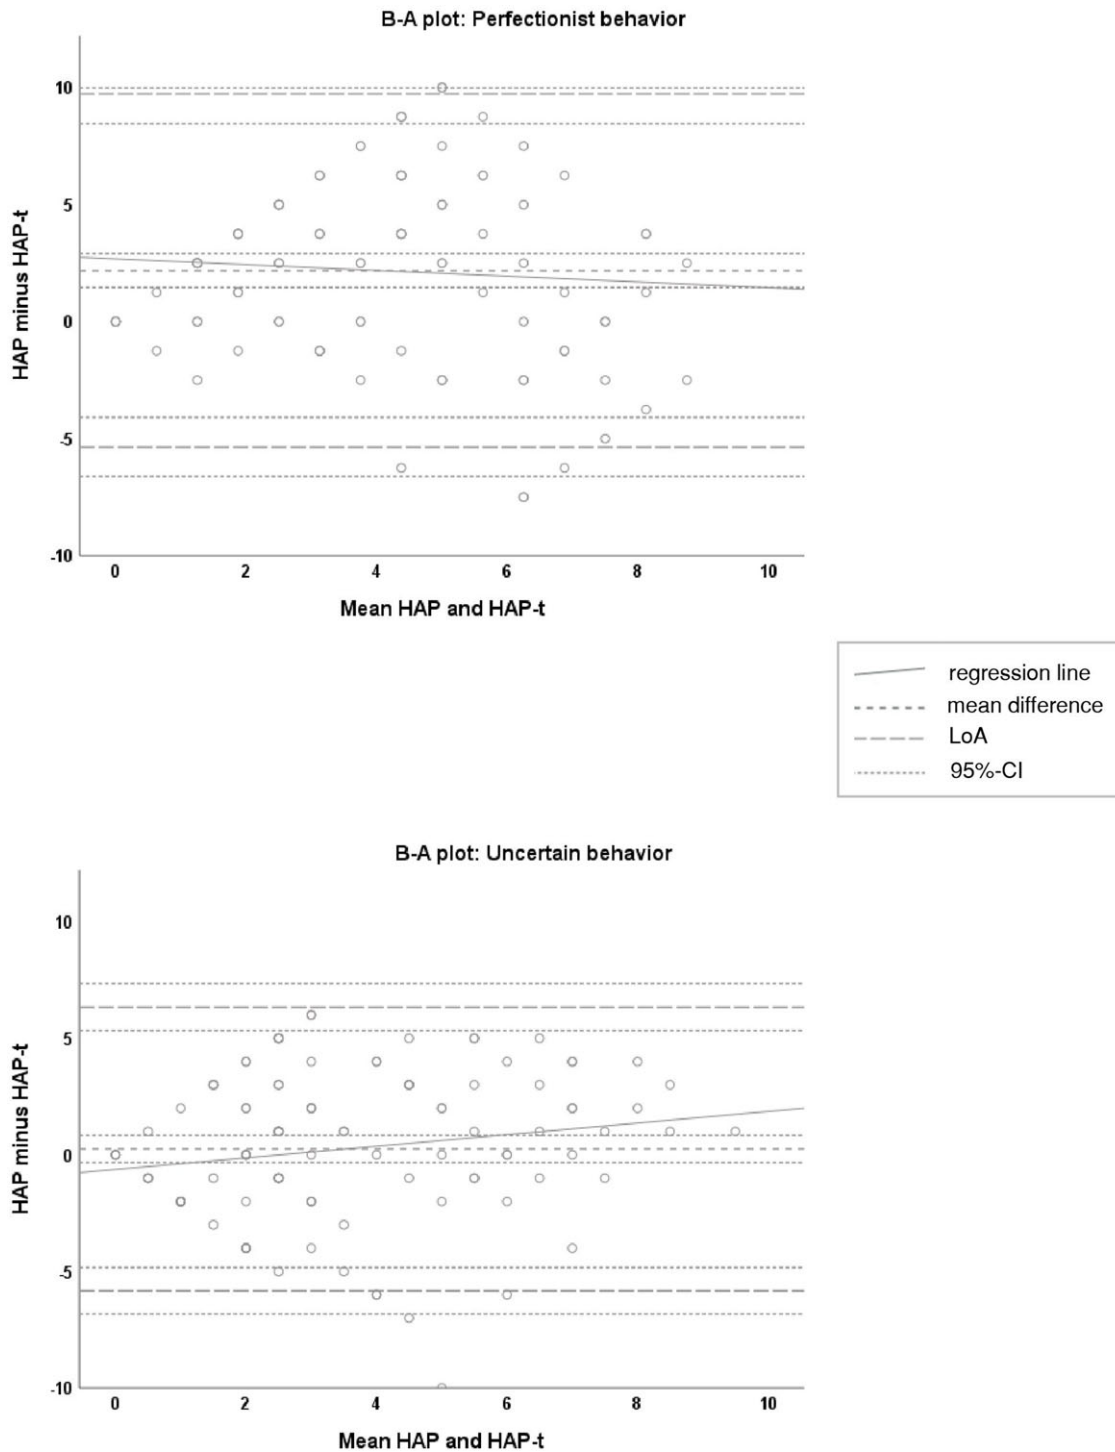 B-A plot: Perfectionist behavior
10
5
0
-5
-10
HAP minus HAP-t
0 2 4 6 8 10
Mean HAP and HAP-t
regression line
mean difference
LoA
95%-CI
B-A plot: Uncertain behavior
10
5
0
-5
-10
HAP minus HAP-t
0 2 4 6 8 10
Mean HAP and HAP-t